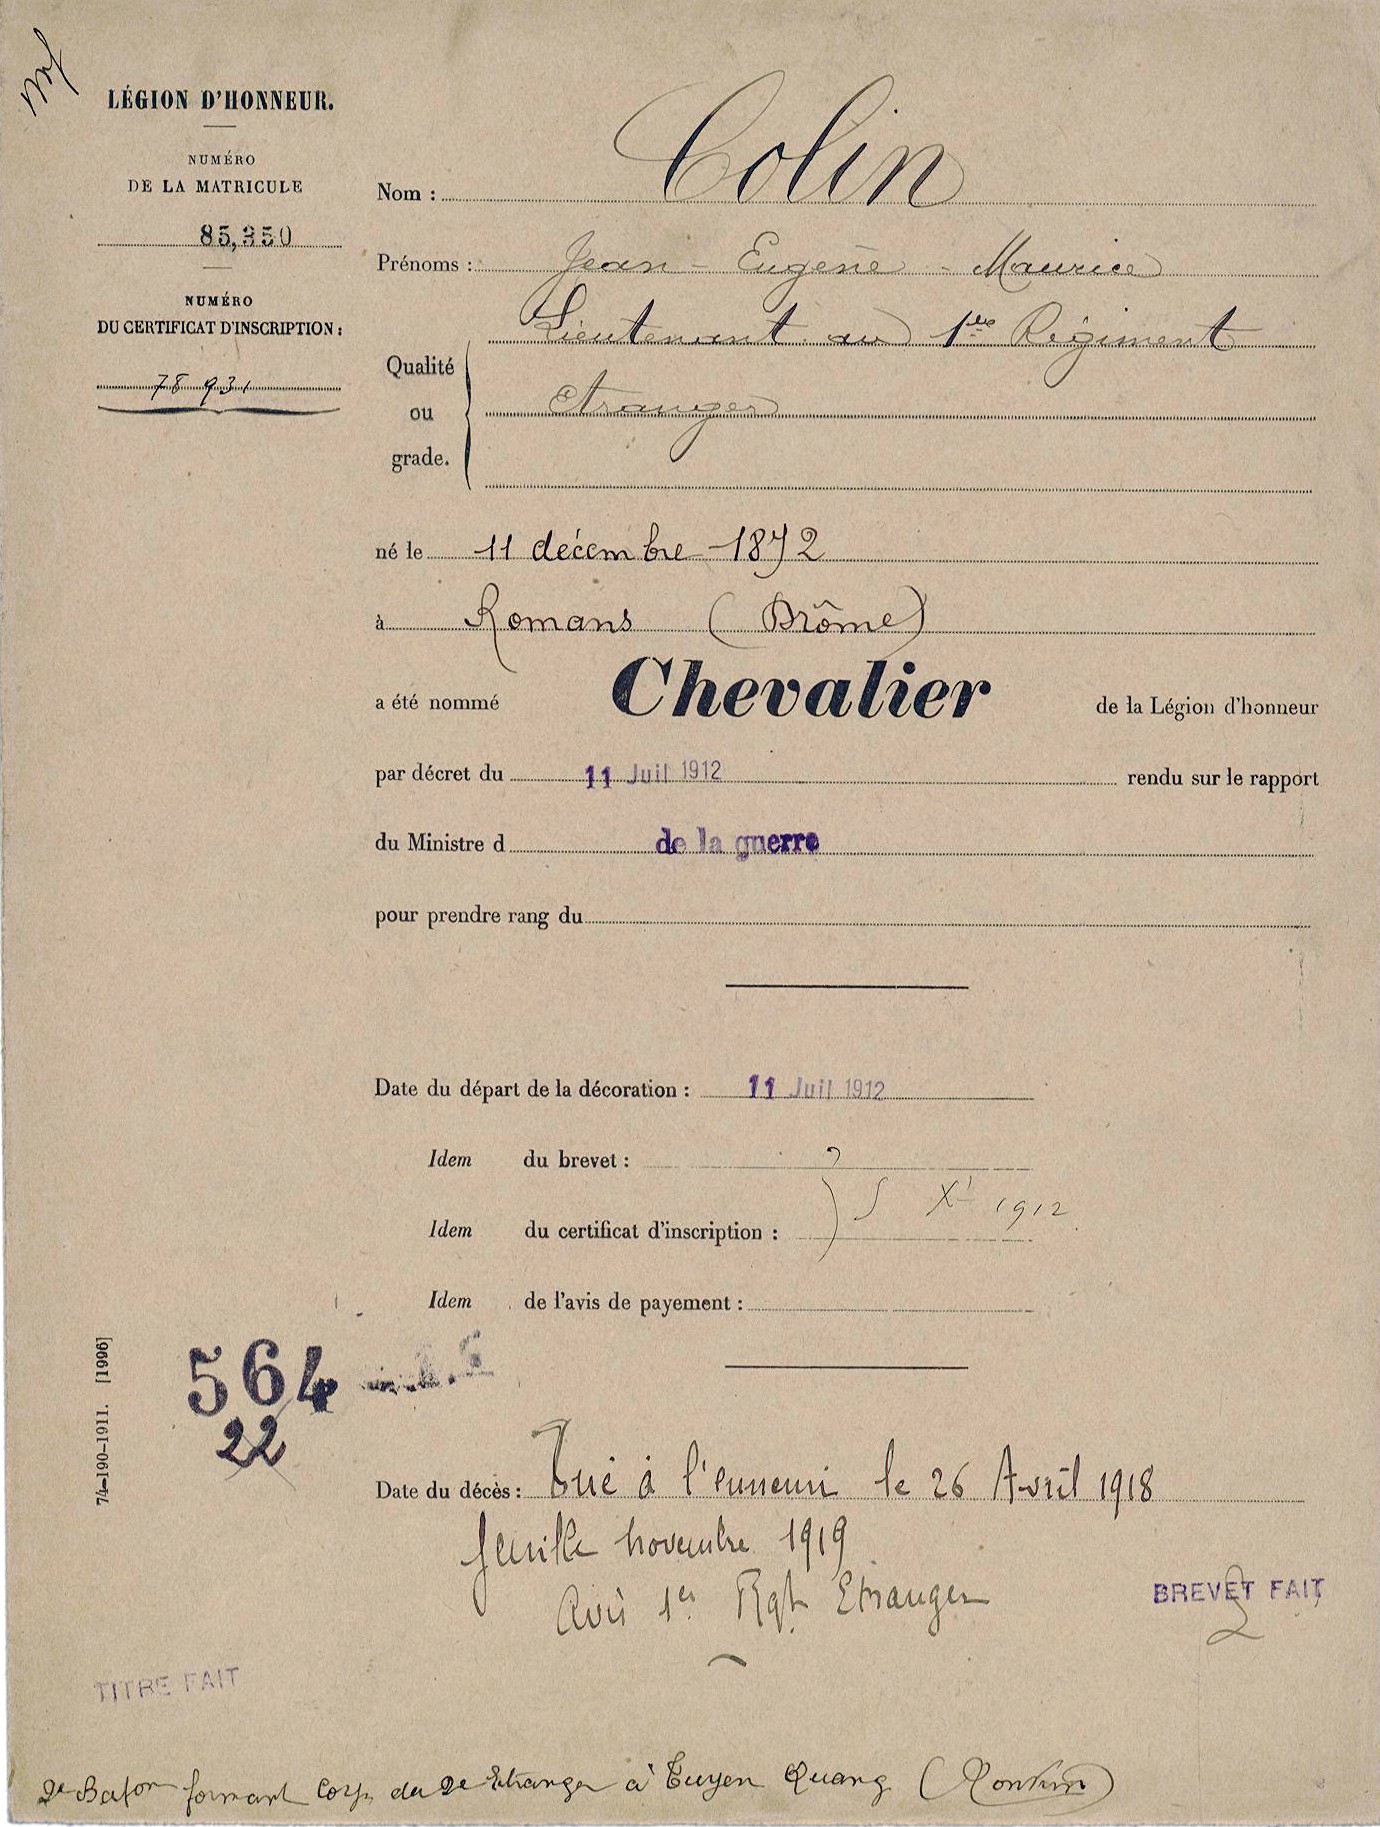 LÉGION D'HONNEUR.
NUMÉRO
DE LA MATRICULE
85,350
NUMÉRO
DU CERTIFICAT D'INSCRIPTION :
78 931
Nom : Colin
Prénoms : Jean - Eugène - Maurice
Qualité ou grade. Lieutenant au 1er Régiment
Etranger
né le 11 décembre 1872
à Romans (Drôme)
a été nommé Chevalier de la Légion d'honneur
par décret du 11 Juil 1912 rendu sur le rapport
du Ministre d de la guerre
pour prendre rang du
Date du départ de la décoration : 11 Juil 1912
Idem du brevet :
5 Xe 1912
Idem du certificat d'inscription :
Idem de l'avis de payement :
74-190-1911. [1996]
564
22
Date du décès : Tué à l'ennemi le 26 Avril 1918
feuille novembre 1919
Avis 1er Rgt Etranger
BREVET FAIT
TITRE FAIT
2e Baton formant Corps du 2e Etranger à Tuyen Quang (Tonkin)